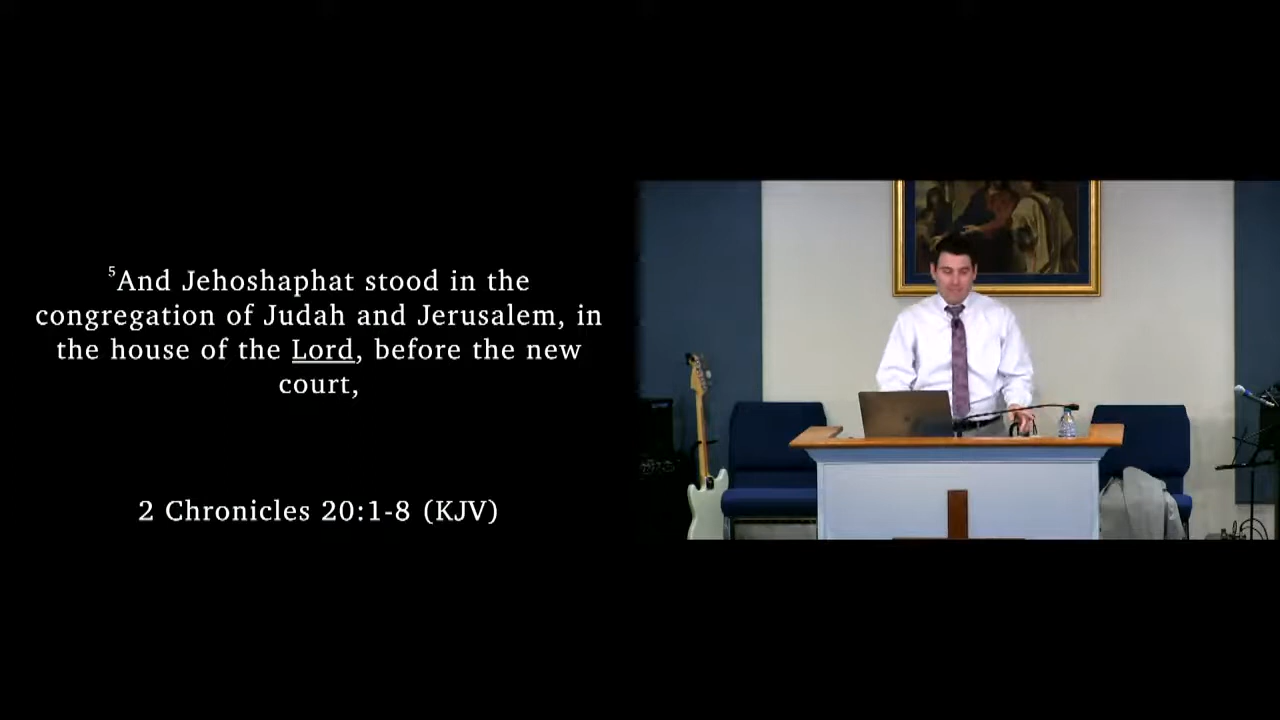 ⁵And Jehoshaphat stood in the
congregation of Judah and Jerusalem, in
the house of the Lord, before the new
court,
2 Chronicles 20:1-8 (KJV)